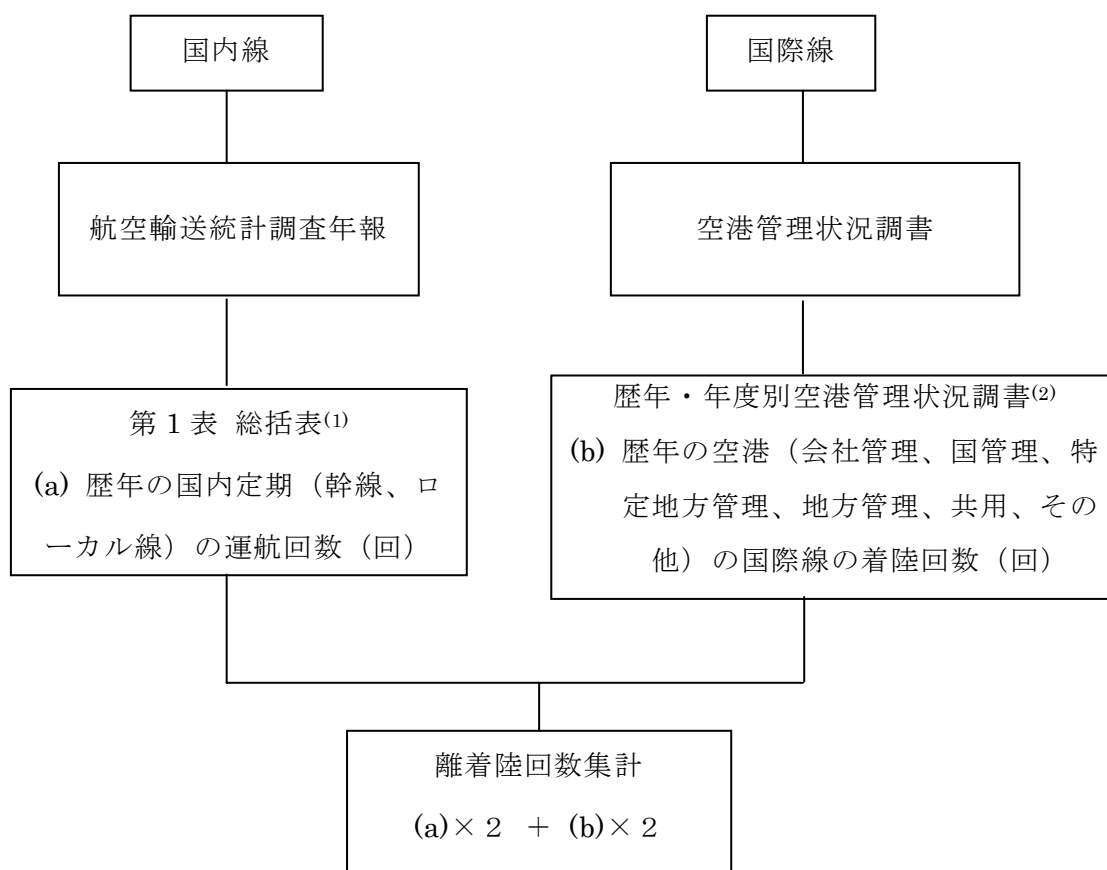 国内線
国際線
航空輸送統計調査年報
空港管理状況調書
第１表 総括表(1)
(a) 歴年の国内定期（幹線、ロ
ーカル線）の運航回数（回）
歴年・年度別空港管理状況調書(2)
(b) 歴年の空港（会社管理、国管理、特
定地方管理、地方管理、共用、その
他）の国際線の着陸回数（回）
離着陸回数集計
(a)×２ ＋ (b)×２